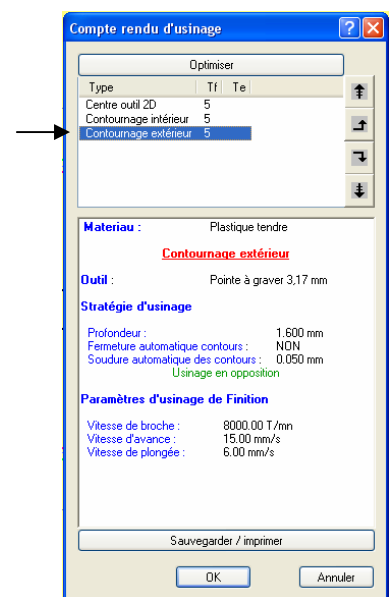 Compte rendu d'usinage
Optimiser
Type Tf Te
Centre outil 2D 5
Contournage intérieur 5
Contournage extérieur 5
Materiau : Plastique tendre
Contournage extérieur
Outil : Pointe à graver 3,17 mm
Stratégie d'usinage
Profondeur : 1.600 mm
Fermeture automatique contours : NON
Soudure automatique des contours : 0.050 mm
Usinage en opposition
Paramètres d'usinage de Finition
Vitesse de broche : 8000.00 T/mn
Vitesse d'avance : 15.00 mm/s
Vitesse de plongée : 6.00 mm/s
Sauvegarder / imprimer
OK Annuler